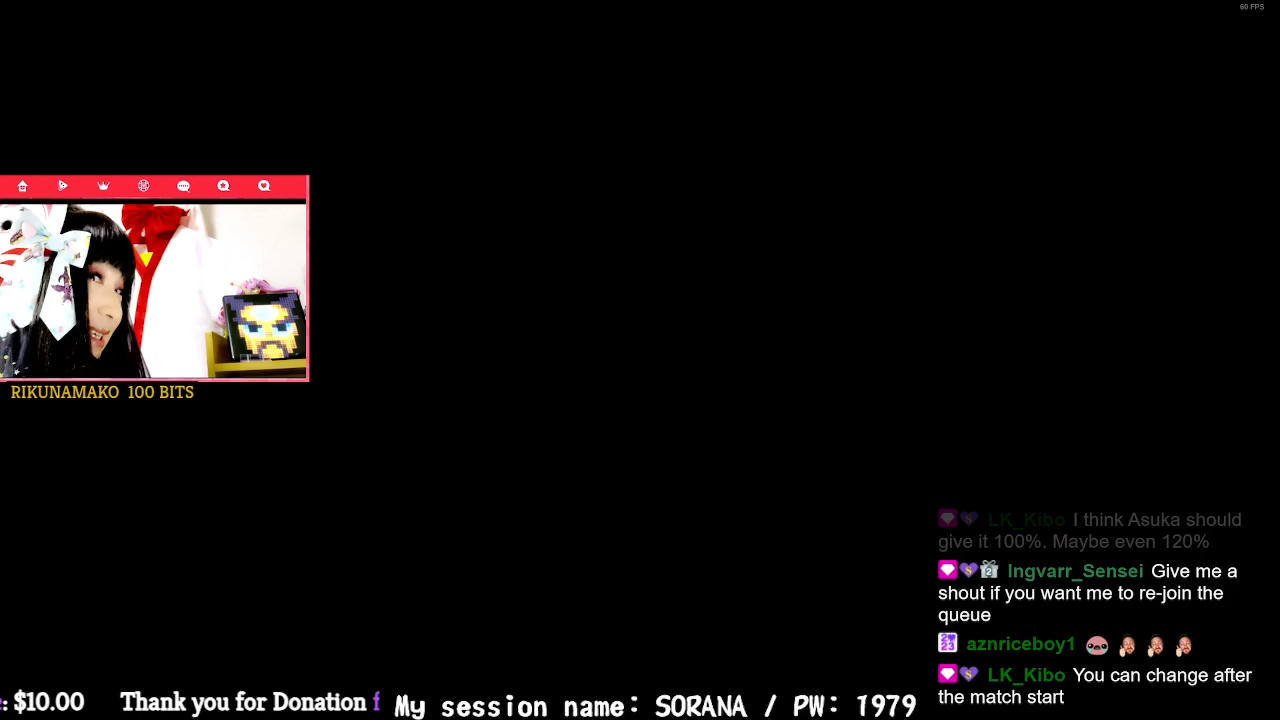 60 FPS
RIKUNAMAKO 100 BITS
LK_Kibo I think Asuka should
give it 100%. Maybe even 120%
Ingvarr_Sensei Give me a
shout if you want me to re-join the
queue
aznriceboy1
LK_Kibo You can change after
the match start
: $10.00 Thank you for Donation f
My session name: SORANA / PW: 1979